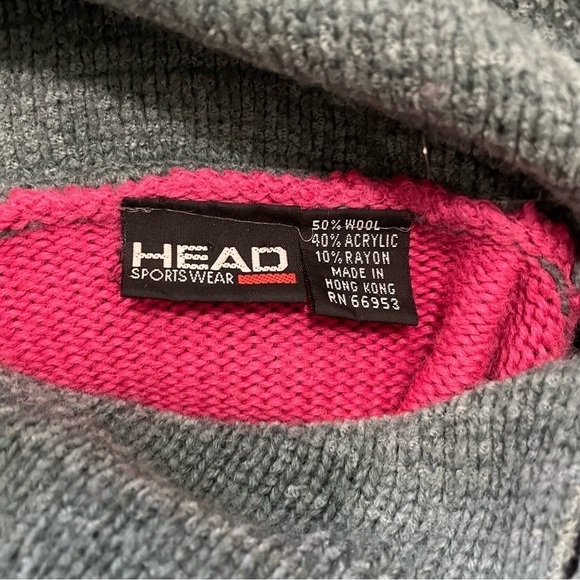 HEAD
SPORTSWEAR
50% WOOL
40% ACRYLIC
10% RAYON
MADE IN
HONG KONG
RN 66953